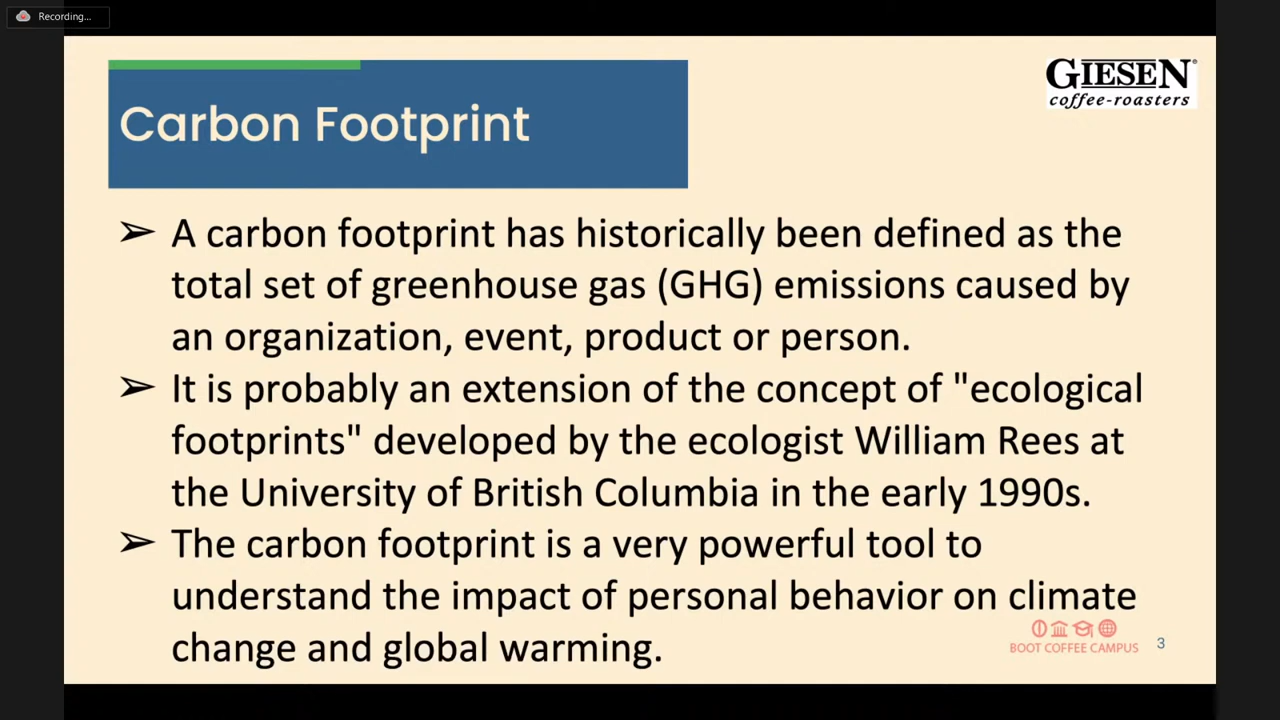 Recording...
GIESEN®
coffee-roasters
Carbon Footprint
➢ A carbon footprint has historically been defined as the
total set of greenhouse gas (GHG) emissions caused by
an organization, event, product or person.
➢ It is probably an extension of the concept of "ecological
footprints" developed by the ecologist William Rees at
the University of British Columbia in the early 1990s.
➢ The carbon footprint is a very powerful tool to
understand the impact of personal behavior on climate
change and global warming.
BOOT COFFEE CAMPUS
3